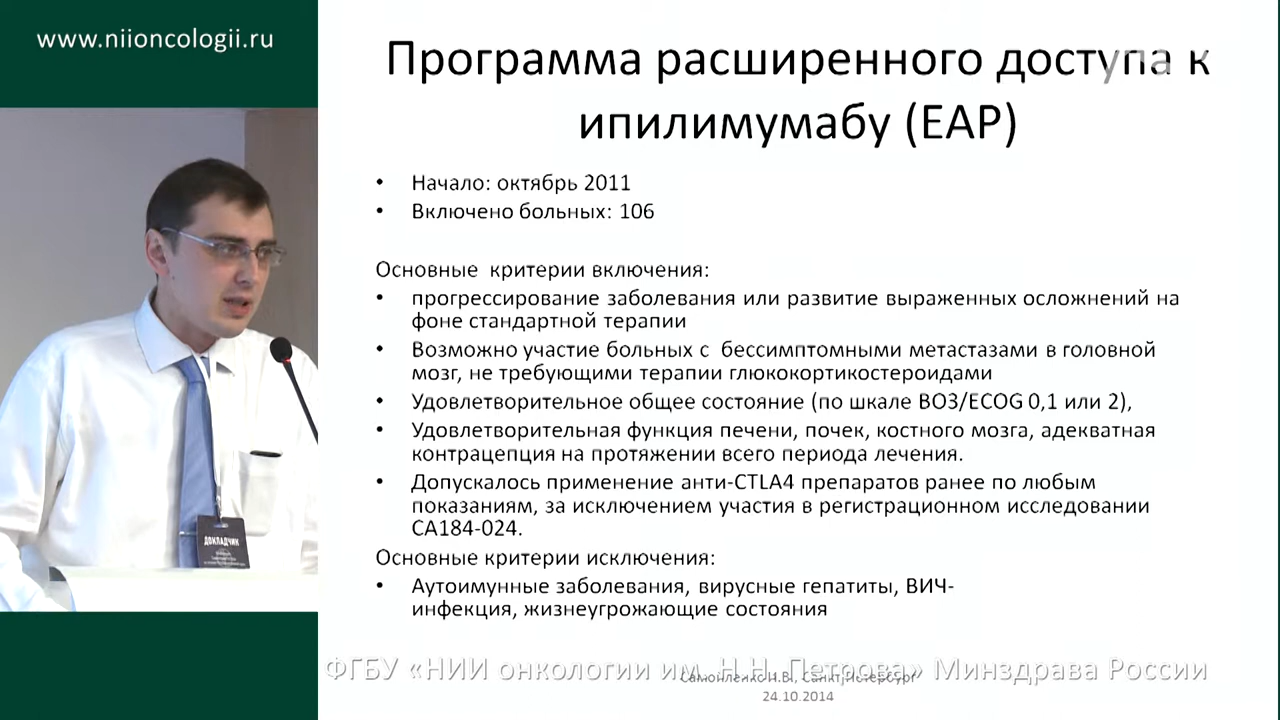 www.niioncologii.ru
Программа расширенного доступа к
ипилимумабу (EAP)
• Начало: октябрь 2011
• Включено больных: 106
Основные критерии включения:
• прогрессирование заболевания или развитие выраженных осложнений на
фоне стандартной терапии
• Возможно участие больных с бессимптомными метастазами в головной
мозг, не требующими терапии глюкокортикостероидами
• Удовлетворительное общее состояние (по шкале ВОЗ/ECOG 0,1 или 2),
• Удовлетворительная функция печени, почек, костного мозга, адекватная
контрацепция на протяжении всего периода лечения.
• Допускалось применение анти-CTLA4 препаратов ранее по любым
показаниям, за исключением участия в регистрационном исследовании
CA184-024.
Основные критерии исключения:
• Аутоимунные заболевания, вирусные гепатиты, ВИЧ-
инфекция, жизнеугрожающие состояния
ДОКЛАДЧИК
ФГБУ «НИИ онкологии им. Н.Н. Петрова» Минздрава России
Самойленко И.В., Санкт-Петербург
24.10.2014